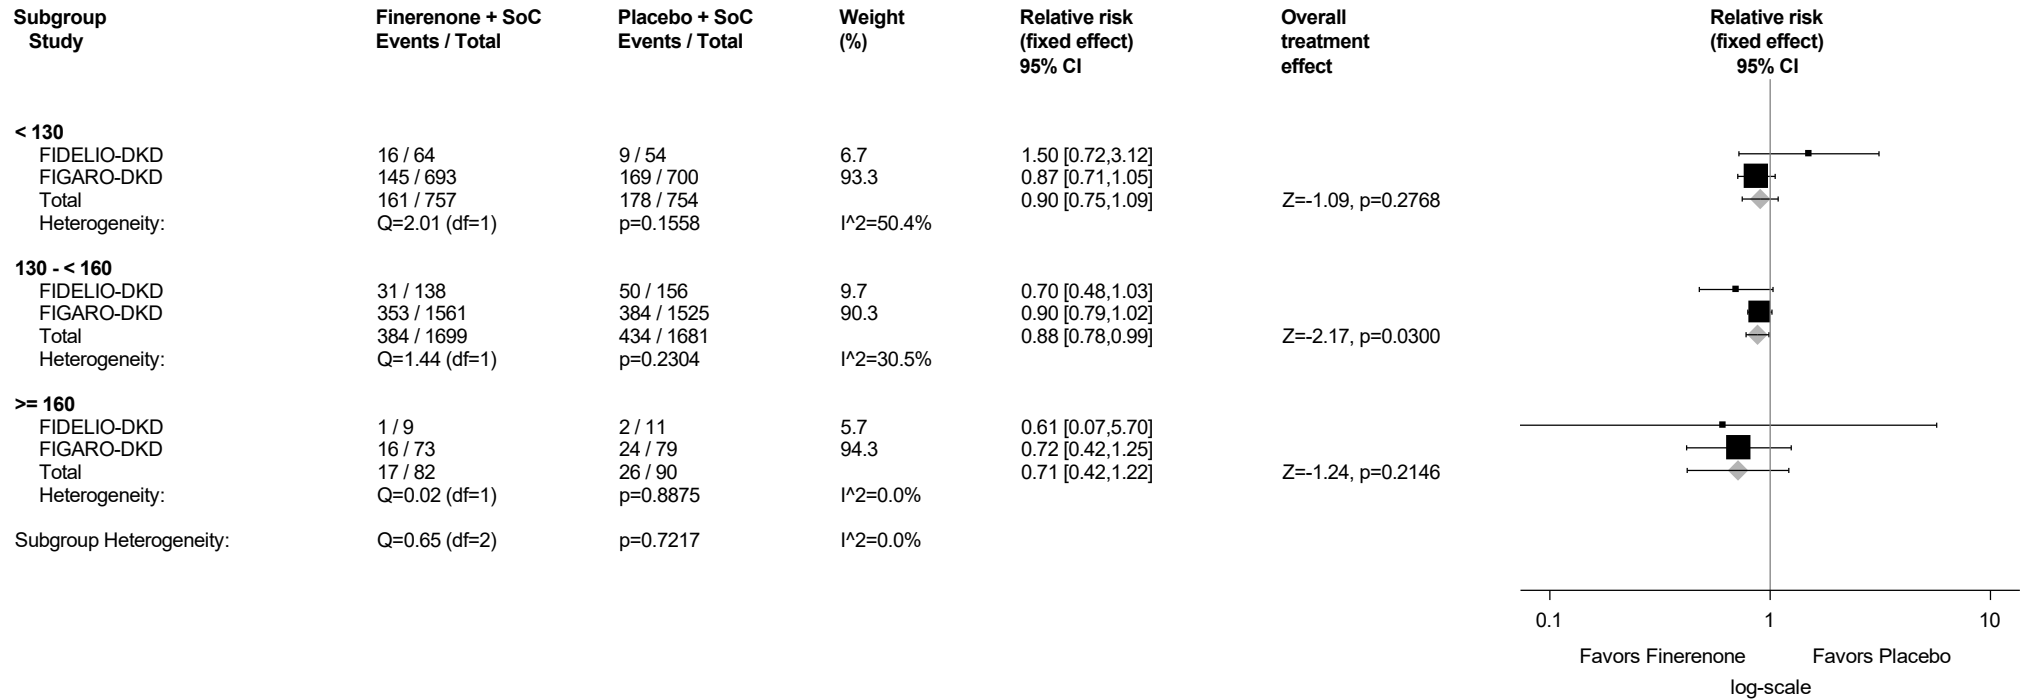 Subgroup Finerenone + SoC Placebo + SoC Weight Relative risk Overall Relative risk
Study Events / Total Events / Total (%) (fixed effect) treatment (fixed effect)
95% CI effect 95% CI
< 130
FIDELIO-DKD 16 / 64 9 / 54 6.7 1.50 [0.72,3.12]
FIGARO-DKD 145 / 693 169 / 700 93.3 0.87 [0.71,1.05]
Total 161 / 757 178 / 754 0.90 [0.75,1.09] Z=-1.09, p=0.2768
Heterogeneity: Q=2.01 (df=1) p=0.1558 I^2=50.4%
130 - < 160
FIDELIO-DKD 31 / 138 50 / 156 9.7 0.70 [0.48,1.03]
FIGARO-DKD 353 / 1561 384 / 1525 90.3 0.90 [0.79,1.02]
Total 384 / 1699 434 / 1681 0.88 [0.78,0.99] Z=-2.17, p=0.0300
Heterogeneity: Q=1.44 (df=1) p=0.2304 I^2=30.5%
>= 160
FIDELIO-DKD 1 / 9 2 / 11 5.7 0.61 [0.07,5.70]
FIGARO-DKD 16 / 73 24 / 79 94.3 0.72 [0.42,1.25]
Total 17 / 82 26 / 90 0.71 [0.42,1.22] Z=-1.24, p=0.2146
Heterogeneity: Q=0.02 (df=1) p=0.8875 I^2=0.0%
Subgroup Heterogeneity: Q=0.65 (df=2) p=0.7217 I^2=0.0%
0.1 1 10
Favors Finerenone Favors Placebo
log-scale